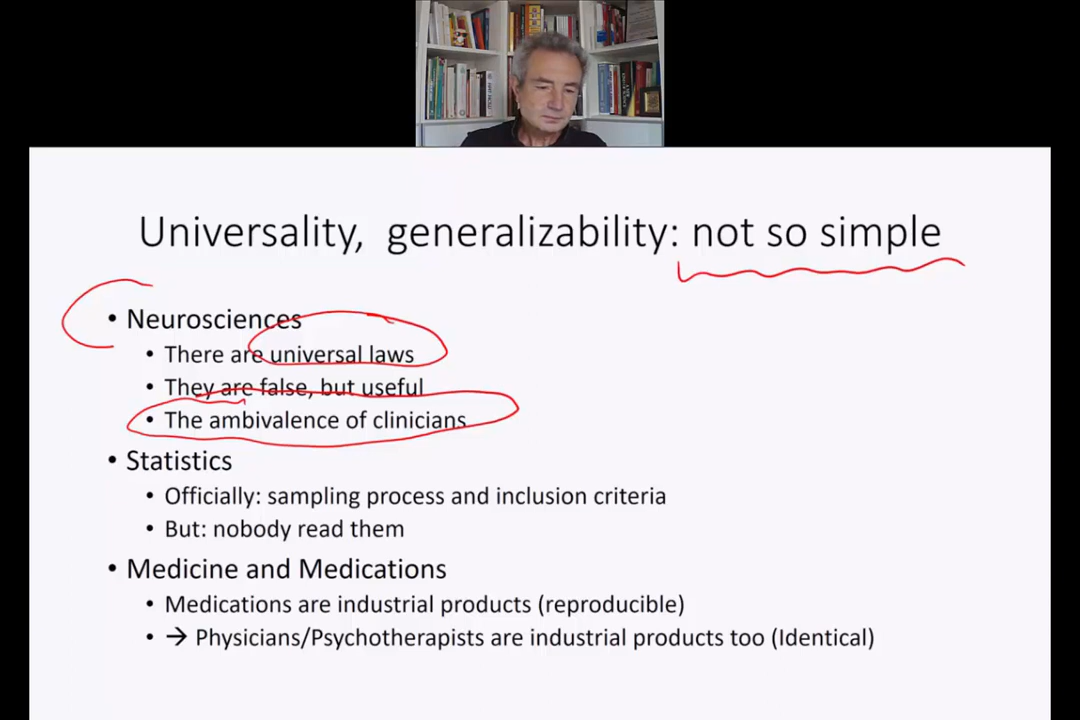 Universality, generalizability: not so simple
• Neurosciences
• There are universal laws
• They are false, but useful
• The ambivalence of clinicians
• Statistics
• Officially: sampling process and inclusion criteria
• But: nobody read them
• Medicine and Medications
• Medications are industrial products (reproducible)
• → Physicians/Psychotherapists are industrial products too (Identical)